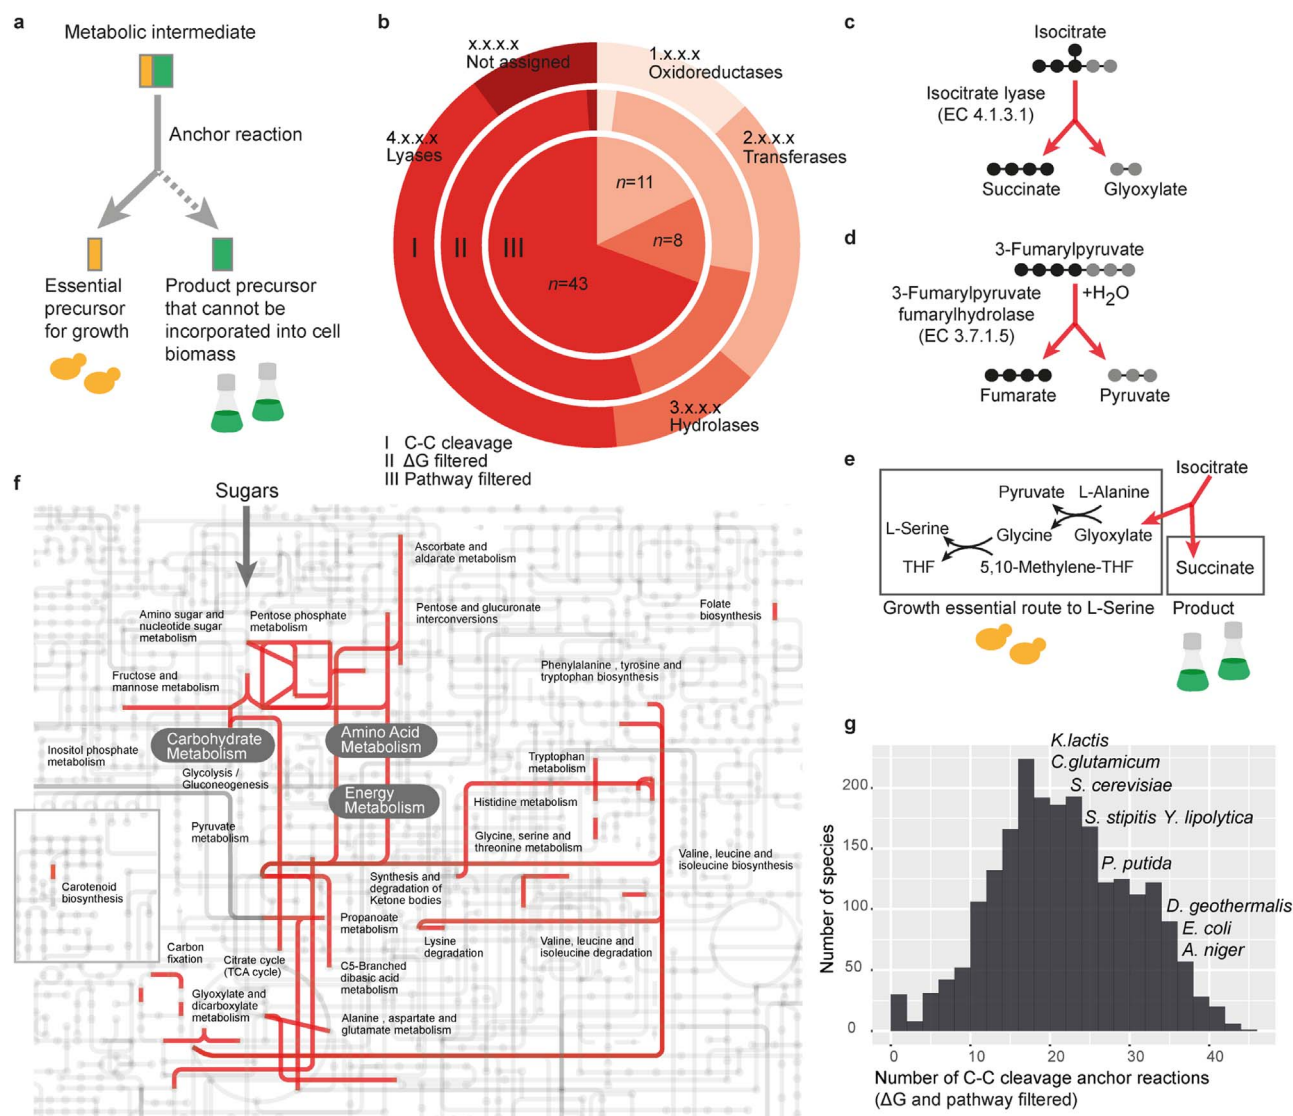 a
Metabolic intermediate
Anchor reaction
Essential
precursor
for growth
Product precursor
that cannot be
incorporated into cell
biomass
b
x.x.x.x
Not assigned
1.x.x.x
Oxidoreductases
4.x.x.x
Lyases
2.x.x.x
Transferases
n=11
n=8
I II III
n=43
3.x.x.x
Hydrolases
I C-C cleavage
II ΔG filtered
III Pathway filtered
c
Isocitrate
Isocitrate lyase
(EC 4.1.3.1)
Succinate
Glyoxylate
d
3-Fumarylpyruvate
+H₂O
3-Fumarylpyruvate
fumarylhydrolase
(EC 3.7.1.5)
Fumarate
Pyruvate
e
Isocitrate
Pyruvate
L-Alanine
L-Serine
Glycine
Glyoxylate
THF
5,10-Methylene-THF
Succinate
Growth essential route to L-Serine
Product
f
Sugars
Ascorbate and
aldarate metabolism
Amino sugar and
nucleotide sugar
metabolism
Pentose phosphate
metabolism
Pentose and glucuronate
interconversions
Folate
biosynthesis
Fructose and
mannose metabolism
Phenylalanine , tyrosine and
tryptophan biosynthesis
Carbohydrate
Metabolism
Amino Acid
Metabolism
Inositol phosphate
metabolism
Glycolysis /
Gluconeogenesis
Energy
Metabolism
Tryptophan
metabolism
Histidine metabolism
Pyruvate
metabolism
Glycine, serine and
threonine metabolism
Valine, leucine and
isoleucine biosynthesis
Carotenoid
biosynthesis
Synthesis and
degradation of
Ketone bodies
Propanoate
metabolism
Carbon
fixation
Citrate cycle
(TCA cycle)
Lysine
degradation
Valine, leucine and
isoleucine degradation
C5-Branched
dibasic acid
metabolism
Glyoxylate and
dicarboxylate
metabolism
Alanine , aspartate and
glutamate metabolism
g
K.lactis
C.glutamicum
S. cerevisiae
S. stipitis Y. lipolytica
P. putida
D. geothermalis
E. coli
A. niger
Number of species
200
150
100
50
0
0 10 20 30 40
Number of C-C cleavage anchor reactions
(ΔG and pathway filtered)